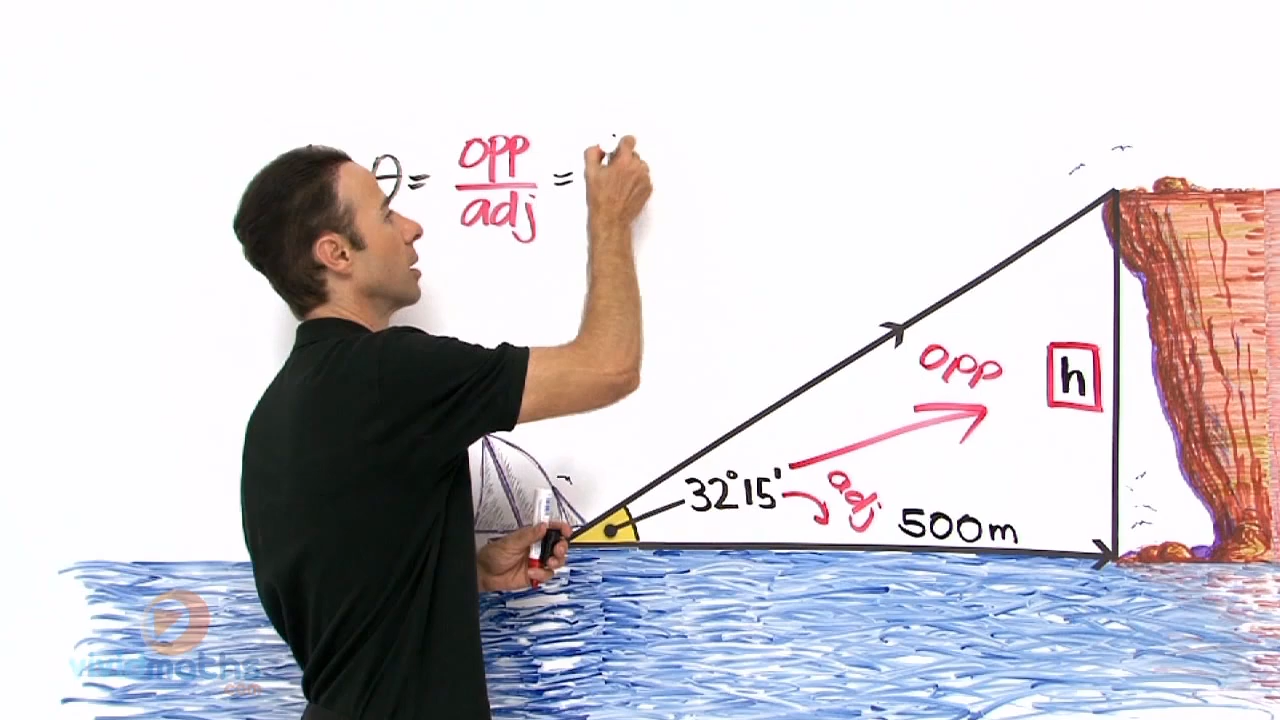 θ = opp/adj =
opp
h
32°15'
adj
500m